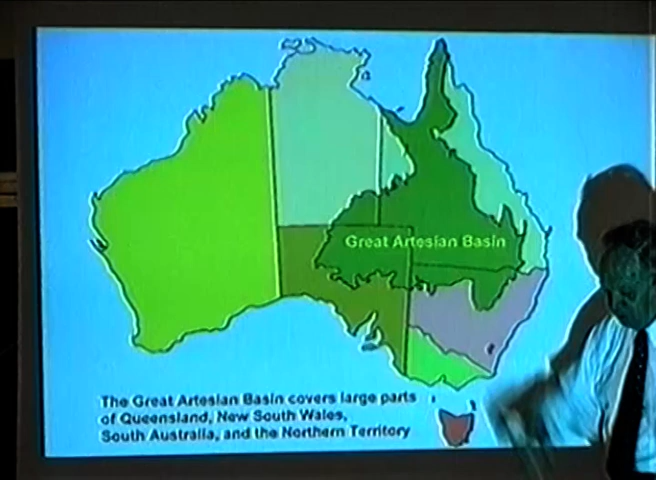 Great Artesian Basin
The Great Artesian Basin covers large parts
of Queensland, New South Wales,
South Australia, and the Northern Territory